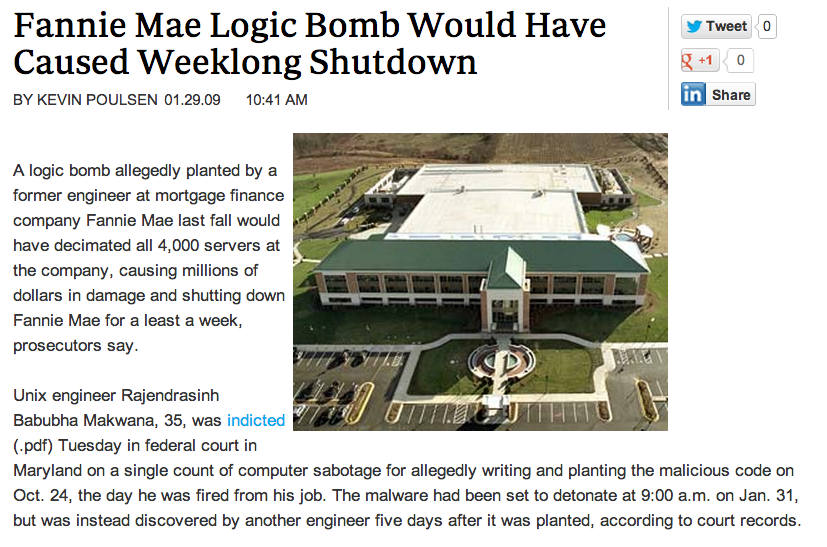 Fannie Mae Logic Bomb Would Have
Caused Weeklong Shutdown
BY KEVIN POULSEN 01.29.09 10:41 AM
Tweet 0
g +1 0
in Share
A logic bomb allegedly planted by a
former engineer at mortgage finance
company Fannie Mae last fall would
have decimated all 4,000 servers at
the company, causing millions of
dollars in damage and shutting down
Fannie Mae for a least a week,
prosecutors say.
Unix engineer Rajendrasinh
Babubha Makwana, 35, was indicted
(.pdf) Tuesday in federal court in
Maryland on a single count of computer sabotage for allegedly writing and planting the malicious code on
Oct. 24, the day he was fired from his job. The malware had been set to detonate at 9:00 a.m. on Jan. 31,
but was instead discovered by another engineer five days after it was planted, according to court records.